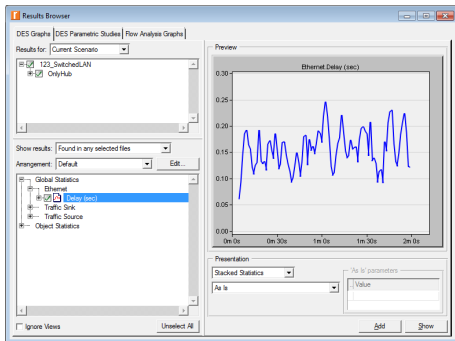 Results Browser
DES Graphs DES Parametric Studies Flow Analysis Graphs
Results for: Current Scenario
123_SwitchedLAN
OnlyHub
Show results: Found in any selected files
Arrangement: Default Edit...
Global Statistics
Ethernet
Delay (sec)
Traffic Sink
Traffic Source
Object Statistics
Ignore Views Unselect All
Preview
Ethernet.Delay (sec)
0.30
0.25
0.20
0.15
0.10
0.05
0.00
0m 0s 0m 30s 1m 0s 1m 30s 2m 0s
Presentation
Stacked Statistics
As Is
'As Is' parameters
Value
Add Show